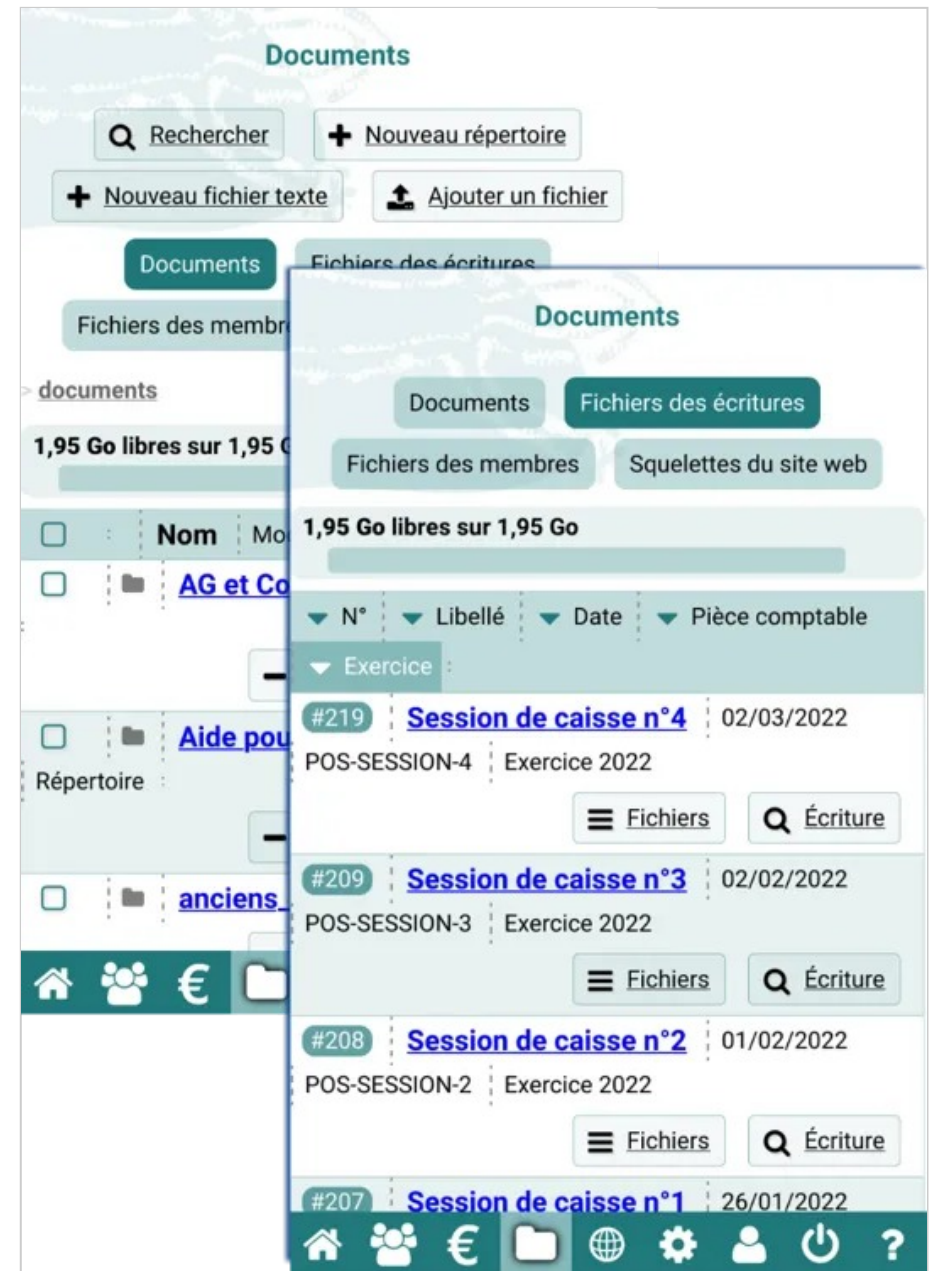 Documents
Rechercher
Nouveau répertoire
Nouveau fichier texte
Ajouter un fichier
Documents
Fichiers des écritures
Fichiers des
> documents
1,95 Go libres sur 1,95
Nom
AG et
Aide
Répertoire
anciens_
€
Documents
Documents
Fichiers des écritures
Fichiers des membres
Squelettes du site web
1,95 Go libres sur 1,95 Go
N° Libellé Date Pièce comptable
Exercice
#219 Session de caisse n°4 02/03/2022
POS-SESSION-4 Exercice 2022
Fichiers Écriture
#209 Session de caisse n°3 02/02/2022
POS-SESSION-3 Exercice 2022
Fichiers Écriture
#208 Session de caisse n°2 01/02/2022
POS-SESSION-2 Exercice 2022
Fichiers Écriture
#207 Session de caisse n°1 26/01/2022
€ ?